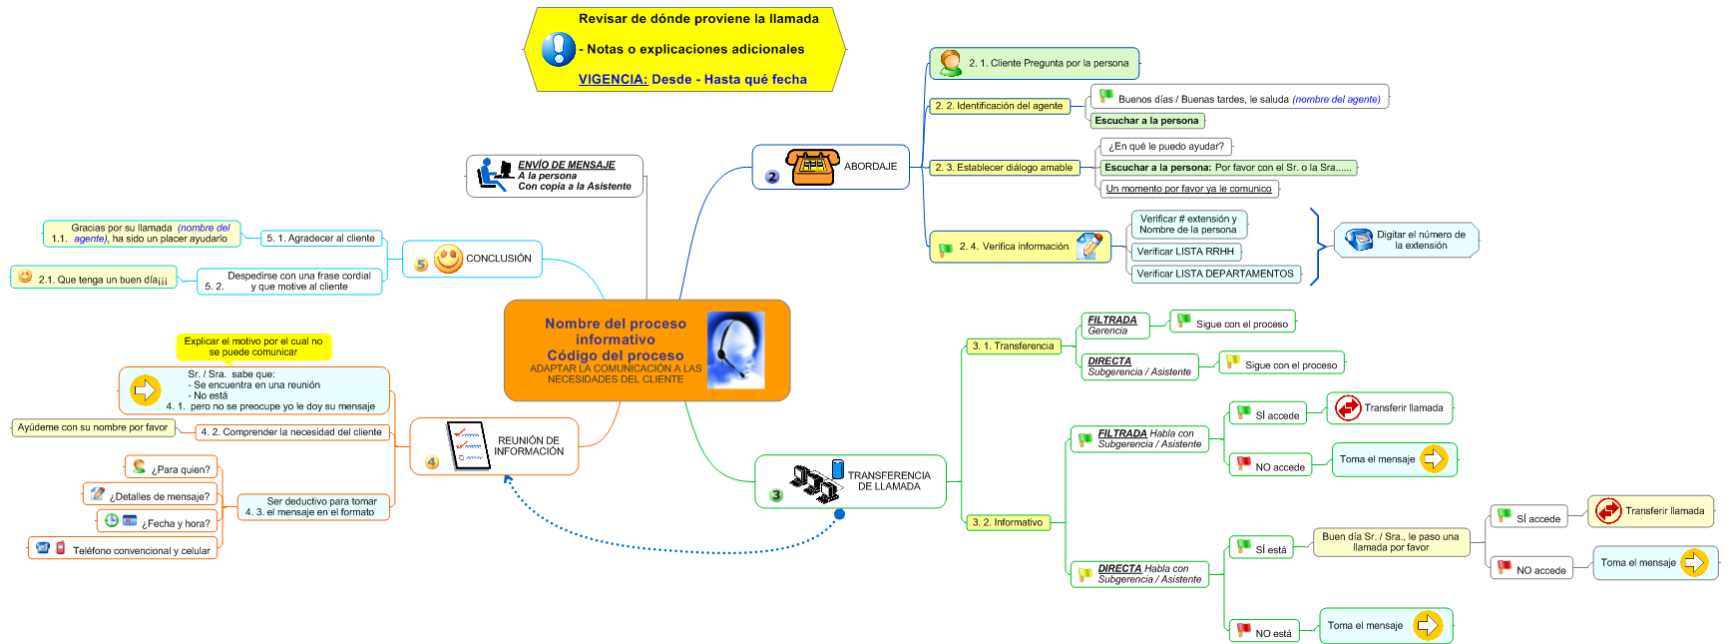 Revisar de dónde proviene la llamada
- Notas o explicaciones adicionales
VIGENCIA: Desde - Hasta qué fecha
ENVÍO DE MENSAJE
A la persona
Con copia a la Asistente
Nombre del proceso
informativo
Código del proceso
ADAPTAR LA COMUNICACIÓN A LAS
NECESIDADES DEL CLIENTE
2
ABORDAJE
2. 1. Cliente Pregunta por la persona
2. 2. Identificación del agente
Buenos días / Buenas tardes, le saluda (nombre del agente)
Escuchar a la persona
2. 3. Establecer diálogo amable
¿En qué le puedo ayudar?
Escuchar a la persona: Por favor con el Sr. o la Sra......
Un momento por favor ya le comunico
2. 4. Verifica información
Verificar # extensión y
Nombre de la persona
Verificar LISTA RRHH
Verificar LISTA DEPARTAMENTOS
Digitar el número de
la extensión
3
TRANSFERENCIA
DE LLAMADA
3. 1. Transferencia
FILTRADA
Gerencia
Sigue con el proceso
DIRECTA
Subgerencia / Asistente
Sigue con el proceso
3. 2. Informativo
FILTRADA Habla con
Subgerencia / Asistente
SÍ accede
Transferir llamada
NO accede
Toma el mensaje
DIRECTA Habla con
Subgerencia / Asistente
SÍ está
Buen día Sr. / Sra., le paso una
llamada por favor
SÍ accede
Transferir llamada
NO accede
Toma el mensaje
NO está
Toma el mensaje
4
REUNIÓN DE
INFORMACIÓN
Explicar el motivo por el cual no
se puede comunicar
Sr. / Sra. sabe que:
- Se encuentra en una reunión
- No está
4. 1. pero no se preocupe yo le doy su mensaje
4. 2. Comprender la necesidad del cliente
Ayúdeme con su nombre por favor
Ser deductivo para tomar
4. 3. el mensaje en el formato
¿Para quien?
¿Detalles de mensaje?
¿Fecha y hora?
Teléfono convencional y celular
5
CONCLUSIÓN
5. 1. Agradecer al cliente
Gracias por su llamada (nombre del
1.1. agente), ha sido un placer ayudarlo
Despedirse con una frase cordial
5. 2. y que motive al cliente
2.1. Que tenga un buen día¡¡¡